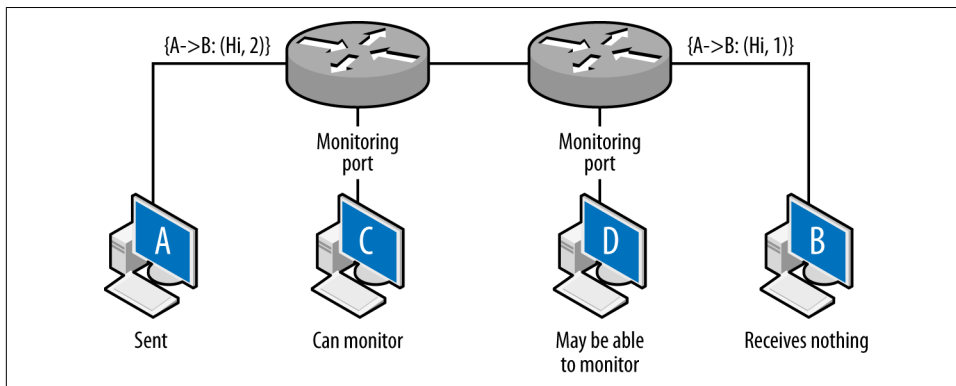 {A->B: (Hi, 2)}
{A->B: (Hi, 1)}
Monitoring
port
Monitoring
port
A
C
D
B
Sent
Can monitor
May be able
to monitor
Receives nothing